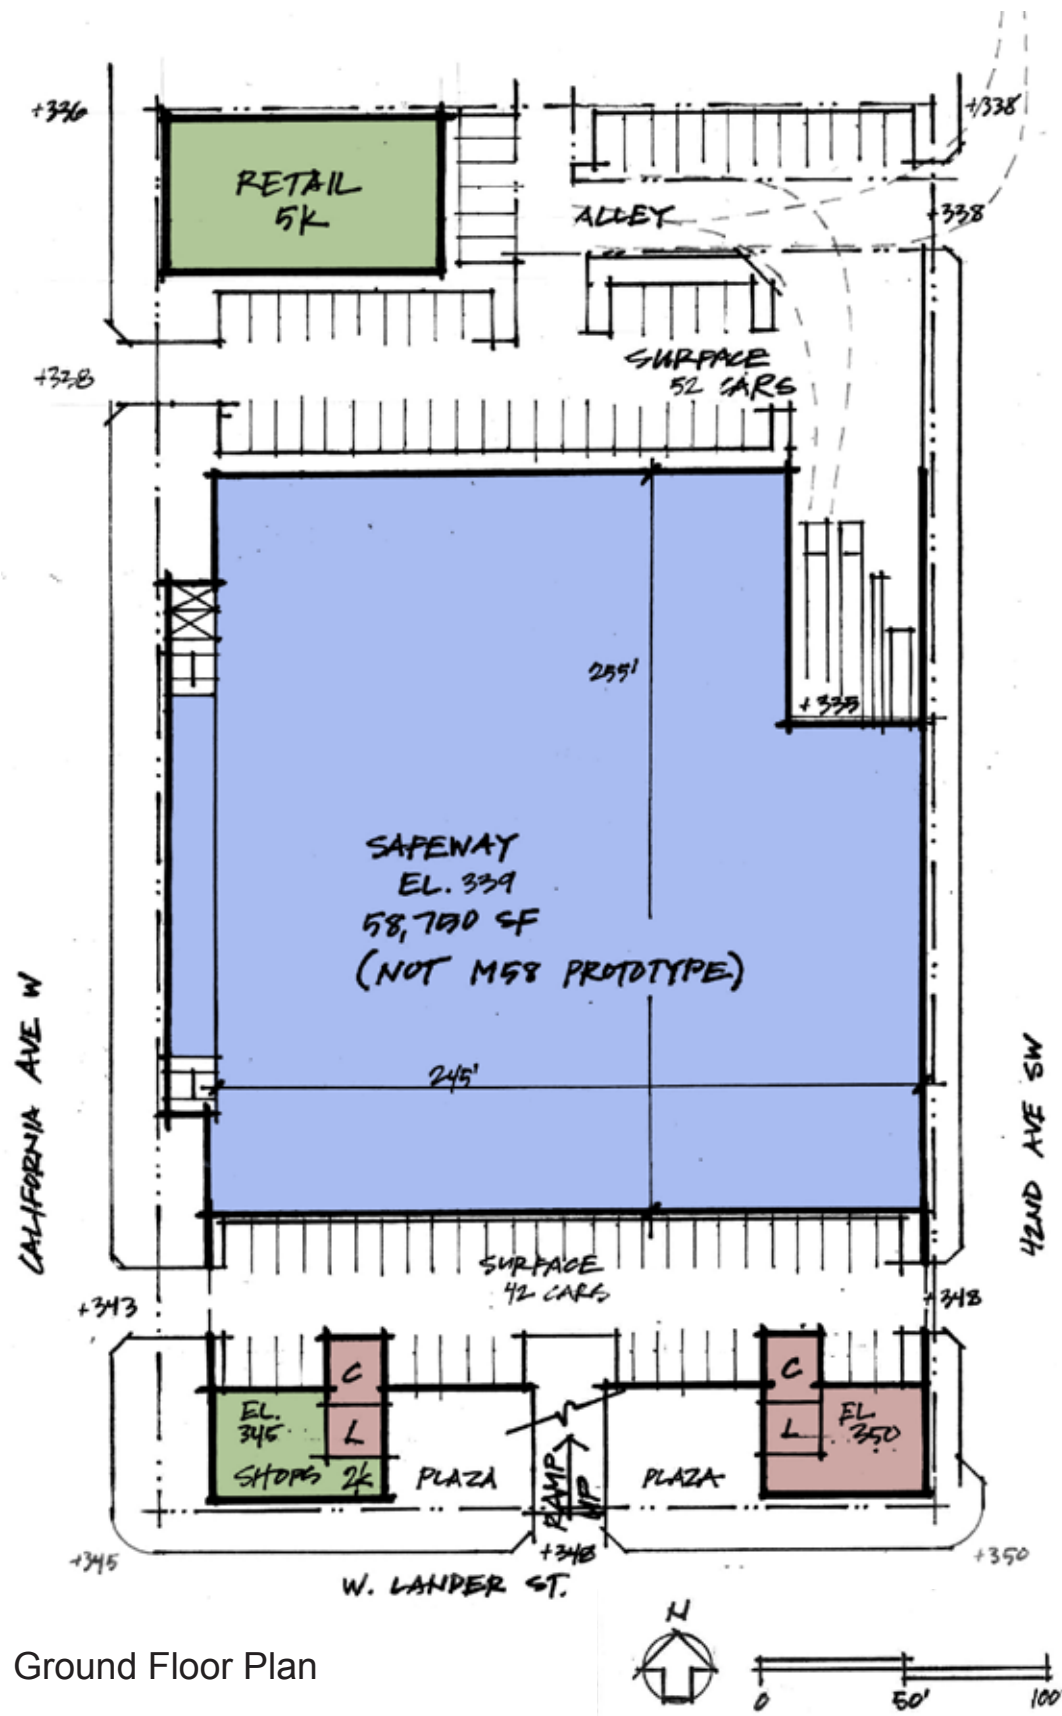 +336
+338
RETAIL
5K
ALLEY
+338
+338
SURFACE
52 CARS
255'
+335
SAFEWAY
EL. 339
58,750 SF
(NOT M58 PROTOTYPE)
CALIFORNIA AVE W
42ND AVE SW
245'
SURFACE
42 CARS
+343
+348
C
C
EL.
345
L
L
EL
350
SHOPS 2K
PLAZA
RAMP
UP
PLAZA
+345
+348
+350
W. LANDER ST.
N
Ground Floor Plan
0 50' 100'